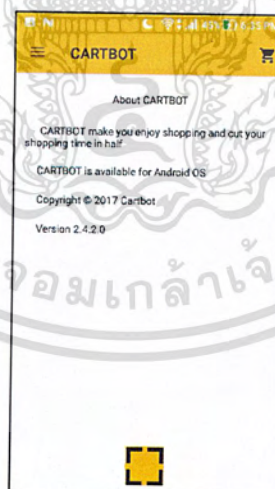 CARTBOT
About CARTBOT
CARTBOT make you enjoy shopping and cut your
shopping time in half
CARTBOT is available for Android OS
Copyright © 2017 Cartbot
Version 2.4.2.0
จอมเกล้าเจ้